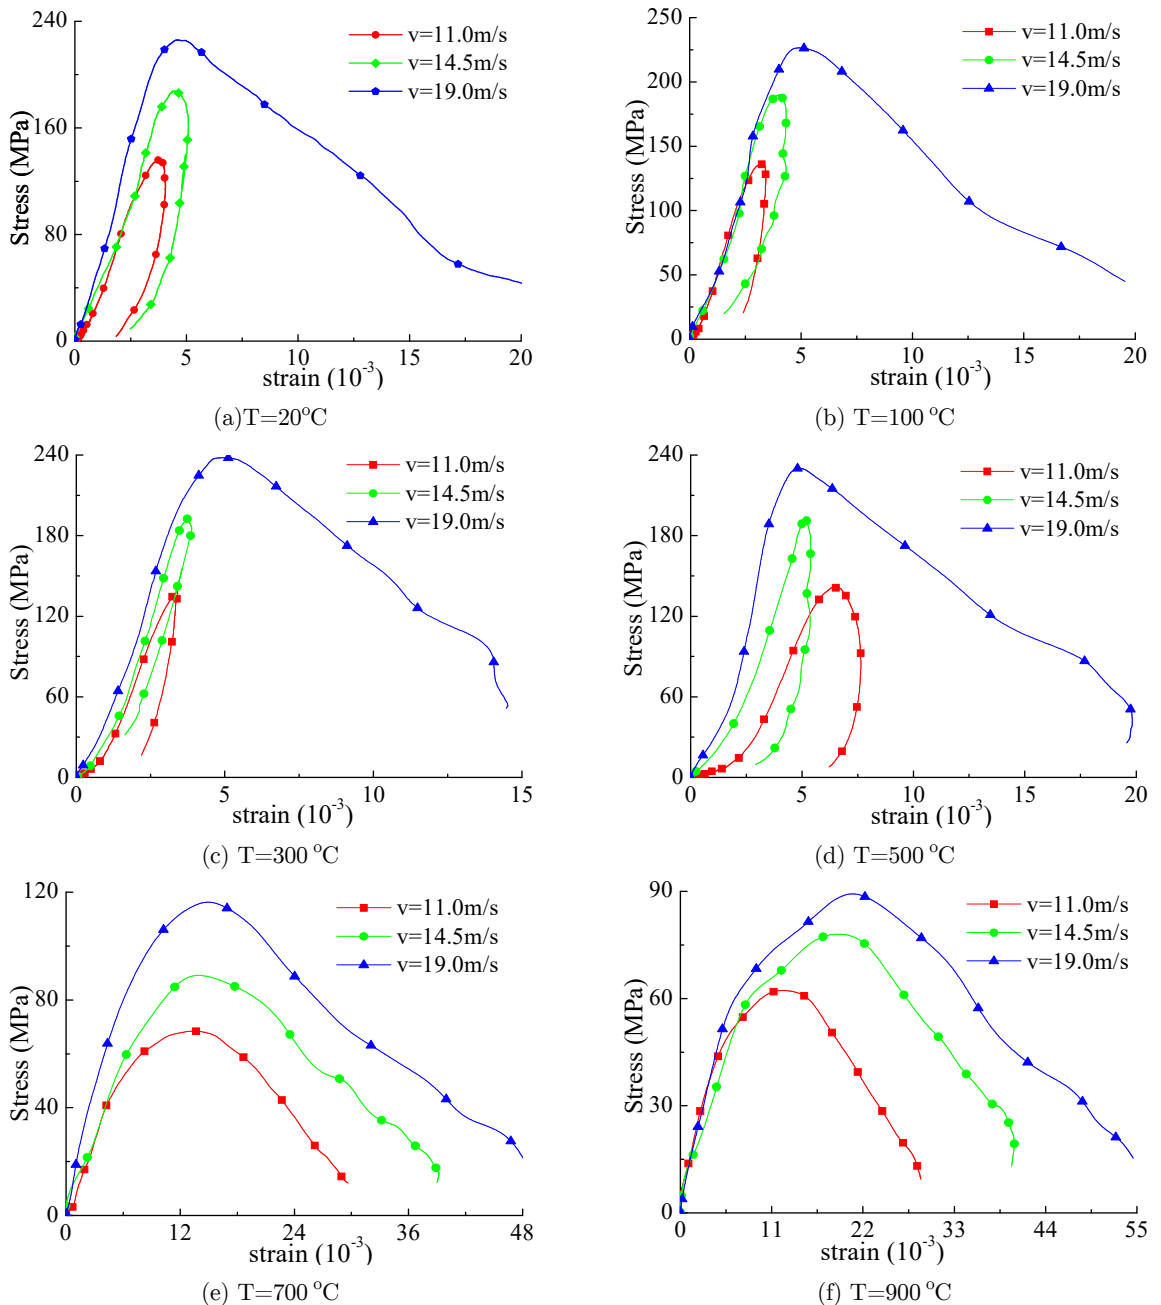 240
160
80
0
Stress (MPa)
v=11.0m/s
v=14.5m/s
v=19.0m/s
0 5 10 15 20
strain (10⁻³)
(a)T=20°C
250
200
150
100
50
0
Stress (MPa)
v=11.0m/s
v=14.5m/s
v=19.0m/s
0 5 10 15 20
strain (10⁻³)
(b) T=100 °C
240
180
120
60
0
Stress (MPa)
v=11.0m/s
v=14.5m/s
v=19.0m/s
0 5 10 15
strain (10⁻³)
(c) T=300 °C
240
180
120
60
0
Stress (MPa)
v=11.0m/s
v=14.5m/s
v=19.0m/s
0 5 10 15 20
strain (10⁻³)
(d) T=500 °C
120
80
40
0
Stress (MPa)
v=11.0m/s
v=14.5m/s
v=19.0m/s
0 12 24 36 48
strain (10⁻³)
(e) T=700 °C
90
60
30
0
Stress (MPa)
v=11.0m/s
v=14.5m/s
v=19.0m/s
0 11 22 33 44 55
strain (10⁻³)
(f) T=900 °C